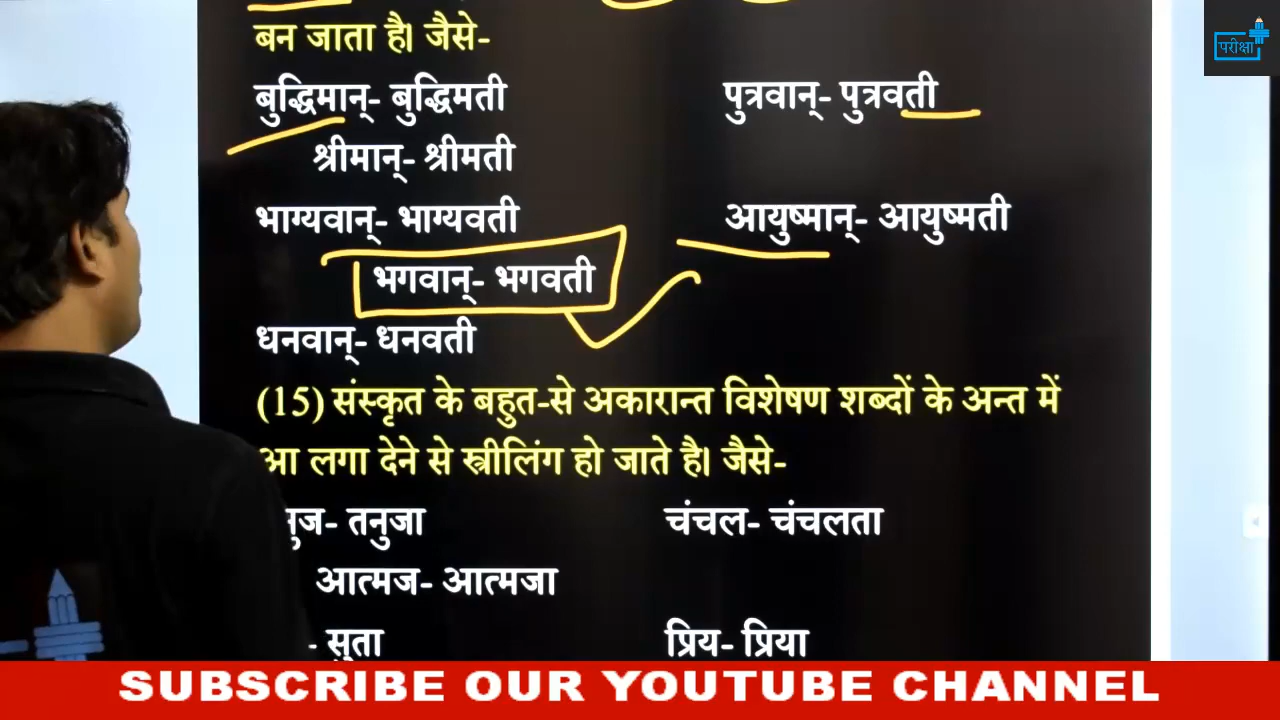 बन जाता है। जैसे-
परीक्षा
बुद्धिमान्- बुद्धिमती पुत्रवान- पुत्रवती
श्रीमान्- श्रीमती
भाग्यवान्- भाग्यवती आयुष्मान्- आयुष्मती
भगवान्- भगवती
धनवान्- धनवती
(15) संस्कृत के बहुत-से अकारान्त विशेषण शब्दों के अन्त में
आ लगा देने से स्त्रीलिंग हो जाते है। जैसे-
तनुजा चंचल- चंचलता
आत्मज- आत्मजा
- सुता प्रिय- प्रिया
SUBSCRIBE OUR YOUTUBE CHANNEL